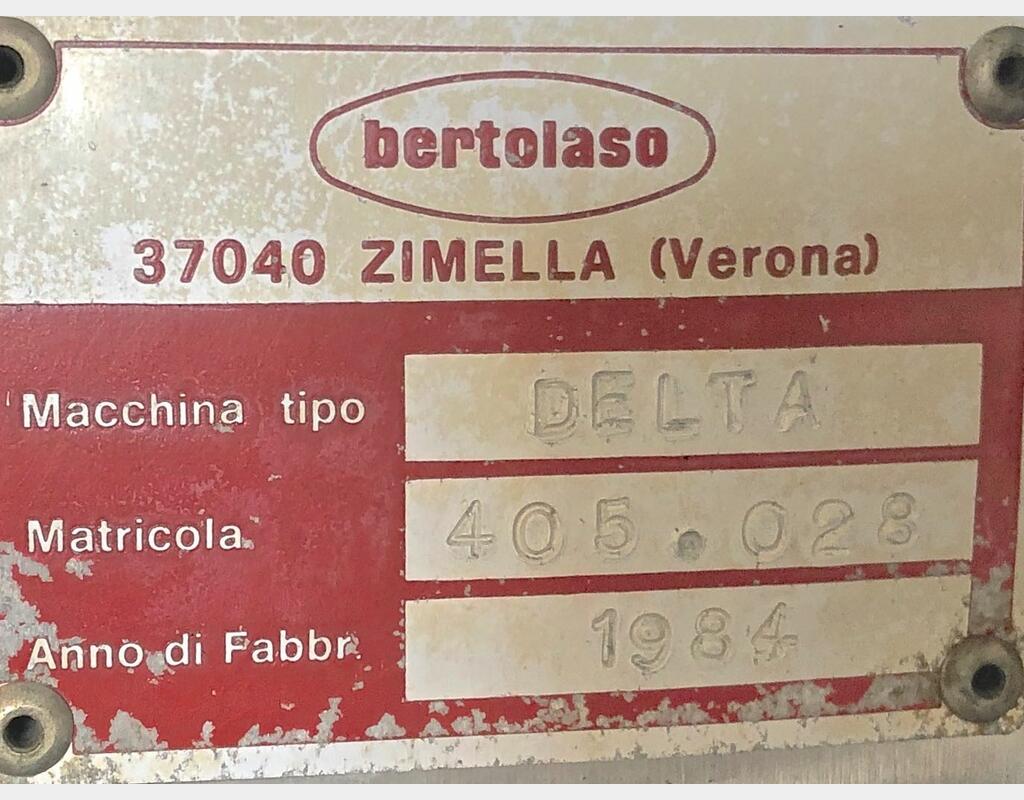 bertolaso
37040 ZIMELLA (Verona)
Macchina tipo DELTA
Matricola 405.028
Anno di Fabbr. 1984